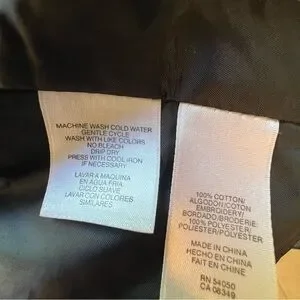 MACHINE WASH COLD WATER
GENTLE CYCLE
WASH WITH LIKE COLORS
NO BLEACH
DRIP DRY
PRESS WITH COOL IRON
IF NECESSARY
LAVAR A MAQUINA
EN AGUA FRIA
CICLO SUAVE
LAVAR CON COLORES
SIMILARES
100% COTTON/
ALGODON/COTON
EMBROIDERY/
BORDADO/BRODERIE:
100% POLYESTER/
POLIESTER/POLYESTER
MADE IN CHINA
HECHO EN CHINA
FAIT EN CHINE
RN 54050
CA 06349